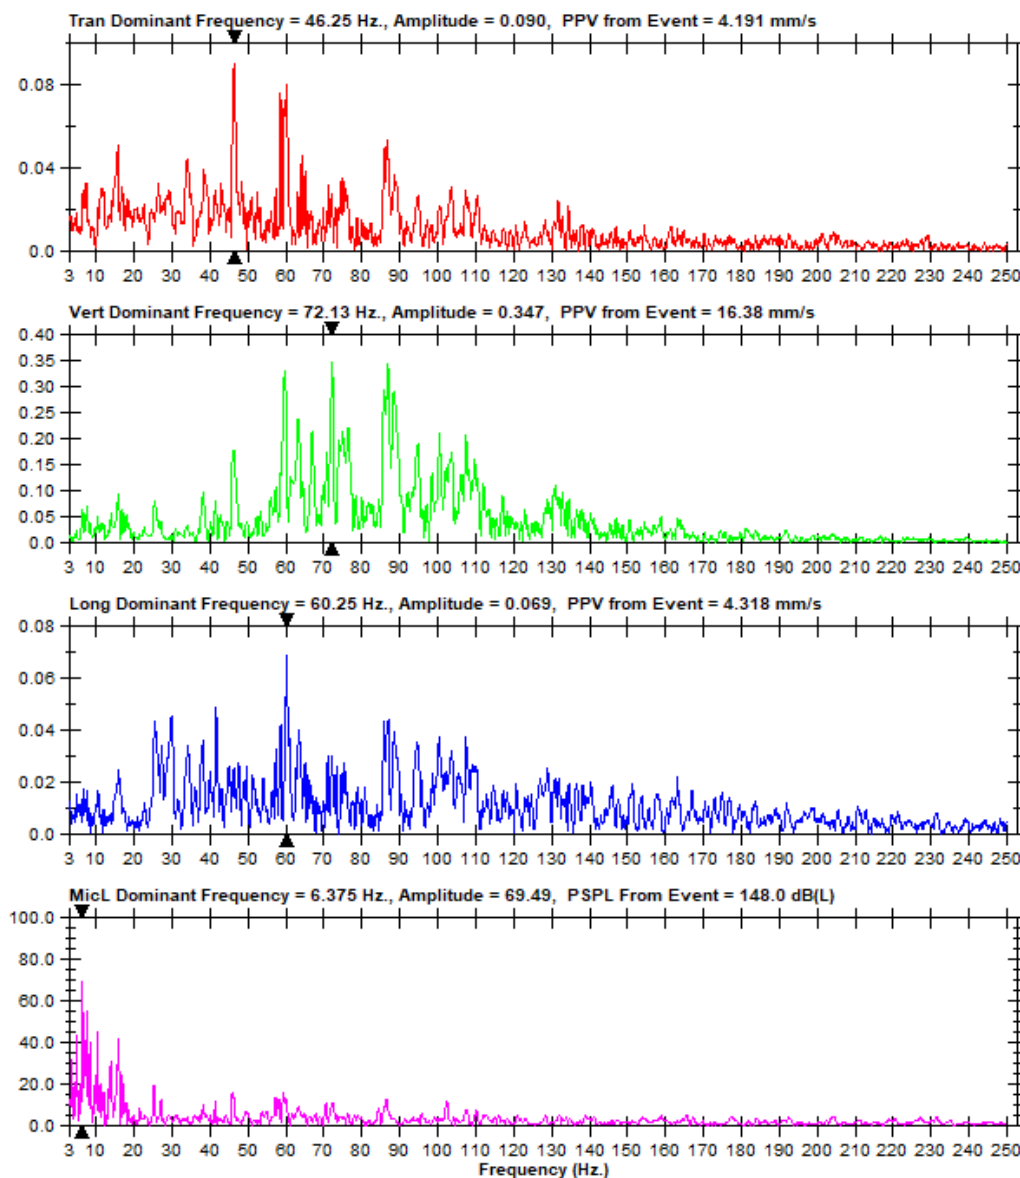 Tran Dominant Frequency = 46.25 Hz., Amplitude = 0.090, PPV from Event = 4.191 mm/s
0.08
0.04
0.0
3 10 20 30 40 50 60 70 80 90 100 110 120 130 140 150 160 170 180 190 200 210 220 230 240 250
Vert Dominant Frequency = 72.13 Hz., Amplitude = 0.347, PPV from Event = 16.38 mm/s
0.40
0.35
0.30
0.25
0.20
0.15
0.10
0.05
0.0
3 10 20 30 40 50 60 70 80 90 100 110 120 130 140 150 160 170 180 190 200 210 220 230 240 250
Long Dominant Frequency = 60.25 Hz., Amplitude = 0.069, PPV from Event = 4.318 mm/s
0.08
0.06
0.04
0.02
0.0
3 10 20 30 40 50 60 70 80 90 100 110 120 130 140 150 160 170 180 190 200 210 220 230 240 250
MicL Dominant Frequency = 6.375 Hz., Amplitude = 69.49, PSPL From Event = 148.0 dB(L)
100.0
80.0
60.0
40.0
20.0
0.0
3 10 20 30 40 50 60 70 80 90 100 110 120 130 140 150 160 170 180 190 200 210 220 230 240 250
Frequency (Hz.)